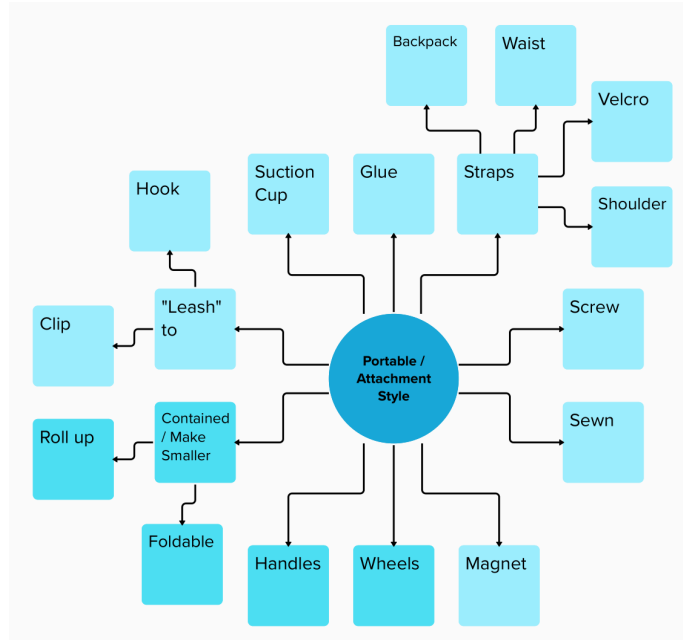 Backpack
Waist
Velcro
Suction
Cup
Glue
Straps
Hook
Shoulder
"Leash"
to
Clip
Screw
Portable /
Attachment
Style
Contained
/ Make
Smaller
Roll up
Sewn
Foldable
Handles
Wheels
Magnet